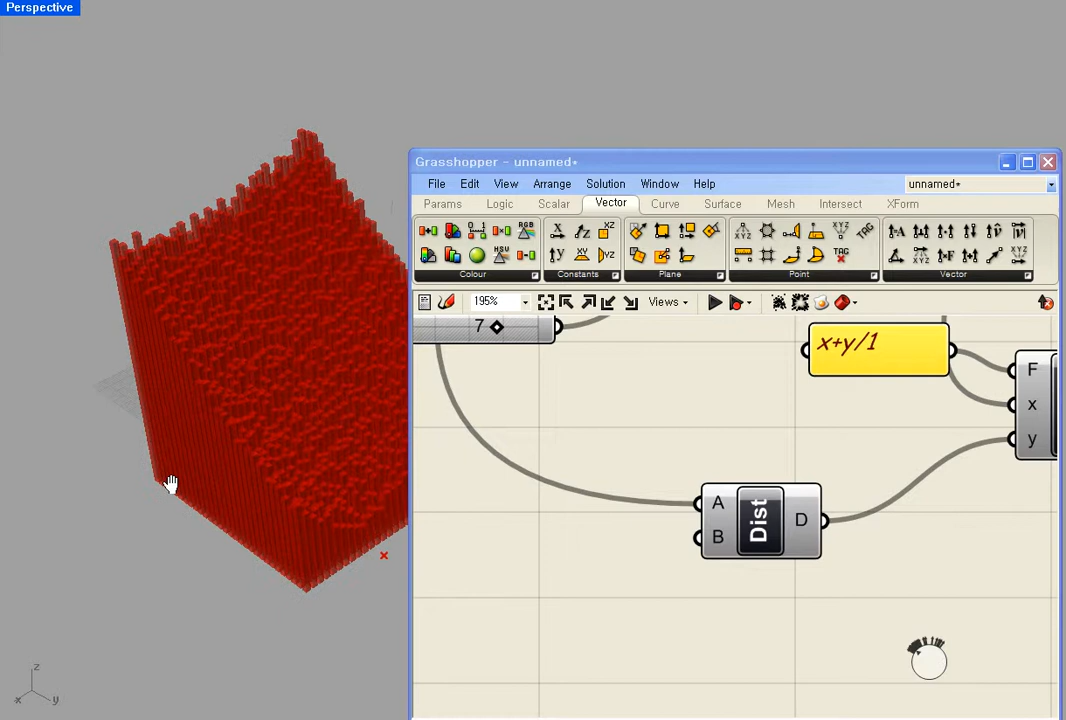 Perspective
Grasshopper - unnamed*
File Edit View Arrange Solution Window Help
unnamed*
Params Logic Scalar Vector Curve Surface Mesh Intersect XForm
Colour Constants Plane Point Vector
195% Views
7
x+y/1
F
x
y
A
B
Dist
D
z
x
y